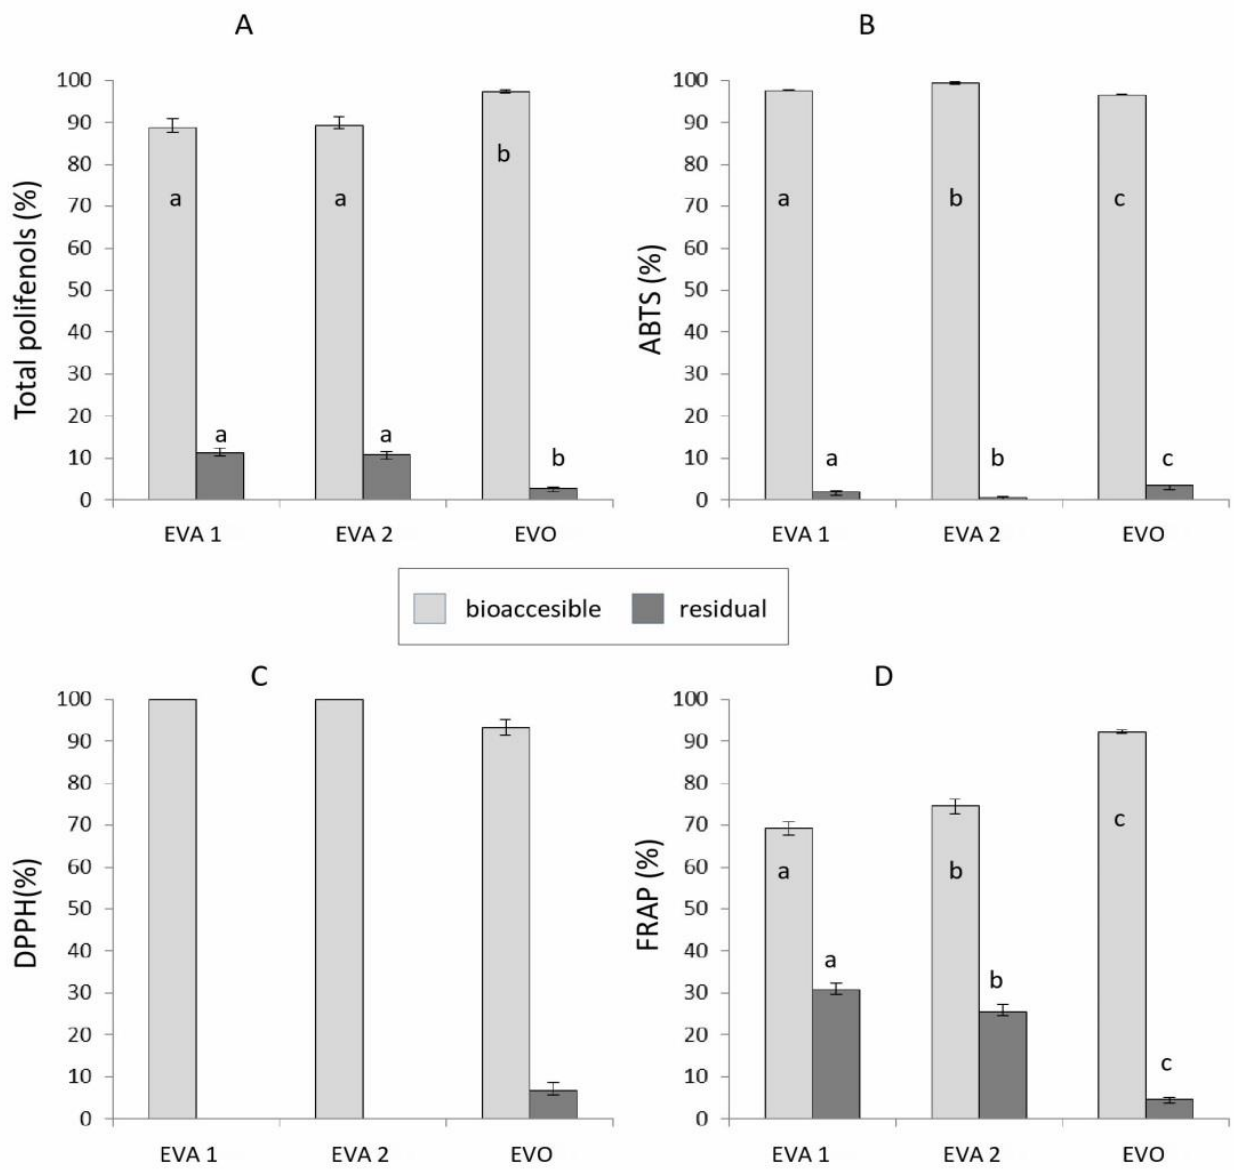 A
Total polifenols (%)
100
90
80
70
60
50
40
30
20
10
0
a
a
a
a
b
b
EVA 1
EVA 2
EVO
B
ABTS (%)
100
90
80
70
60
50
40
30
20
10
0
a
a
b
b
c
c
EVA 1
EVA 2
EVO
bioaccesible
residual
C
DPPH(%)
100
90
80
70
60
50
40
30
20
10
0
EVA 1
EVA 2
EVO
D
FRAP (%)
100
90
80
70
60
50
40
30
20
10
0
a
a
b
b
c
c
EVA 1
EVA 2
EVO